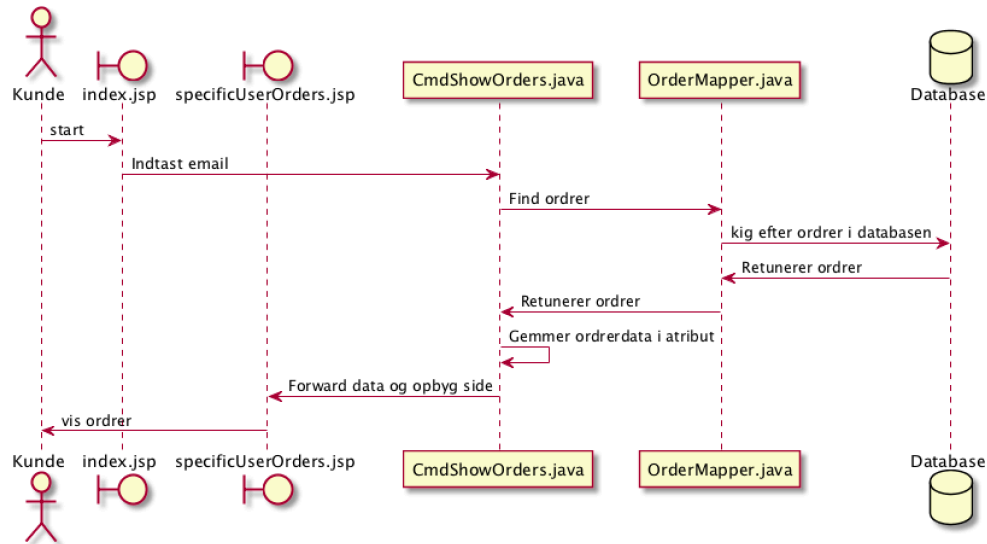 Kunde
index.jsp
specificUserOrders.jsp
CmdShowOrders.java
OrderMapper.java
Database
start
Indtast email
Find ordrer
kig efter ordrer i databasen
Retunerer ordrer
Retunerer ordrer
Gemmer ordrerdata i atribut
Forward data og opbyg side
vis ordrer
Kunde
index.jsp
specificUserOrders.jsp
CmdShowOrders.java
OrderMapper.java
Database